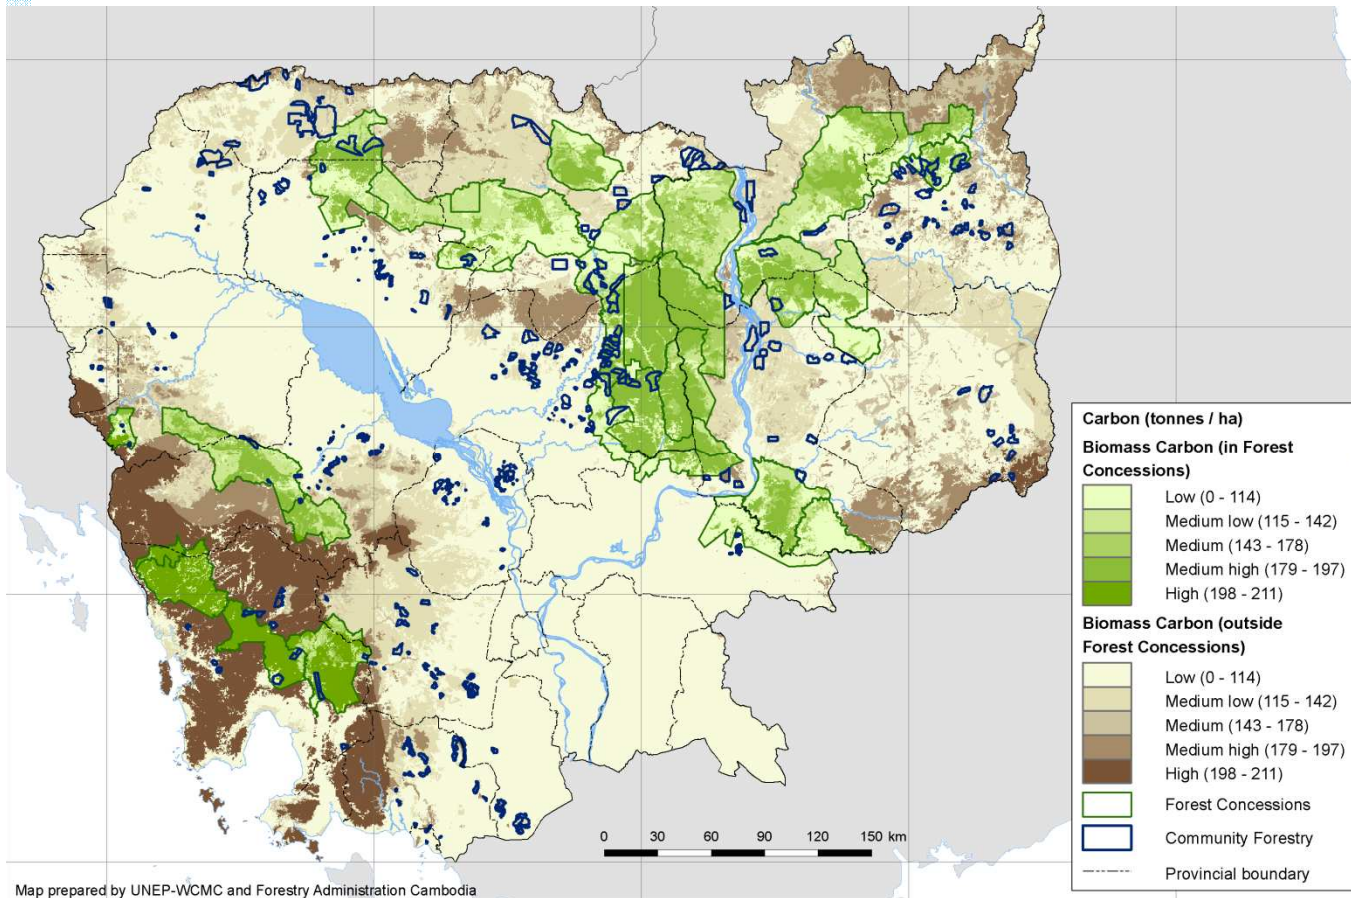 Carbon (tonnes / ha)
Biomass Carbon (in Forest
Concessions)
Low (0 - 114)
Medium low (115 - 142)
Medium (143 - 178)
Medium high (179 - 197)
High (198 - 211)
Biomass Carbon (outside
Forest Concessions)
Low (0 - 114)
Medium low (115 - 142)
Medium (143 - 178)
Medium high (179 - 197)
High (198 - 211)
Forest Concessions
Community Forestry
Provincial boundary
0 30 60 90 120 150 km
Map prepared by UNEP-WCMC and Forestry Administration Cambodia